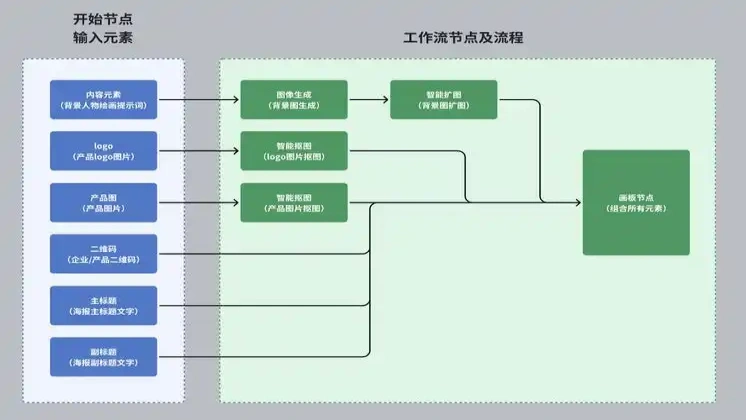 开始节点
输入元素
工作流节点及流程
内容元素
（背景人物绘画提示词）
图像生成
（背景图生成）
智能扩图
（背景图扩图）
logo
（产品logo图片）
智能抠图
（logo图片抠图）
产品图
（产品图片）
智能抠图
（产品图片抠图）
画板节点
（组合所有元素）
二维码
（企业/产品二维码）
主标题
（海报主标题文字）
副标题
（海报副标题文字）